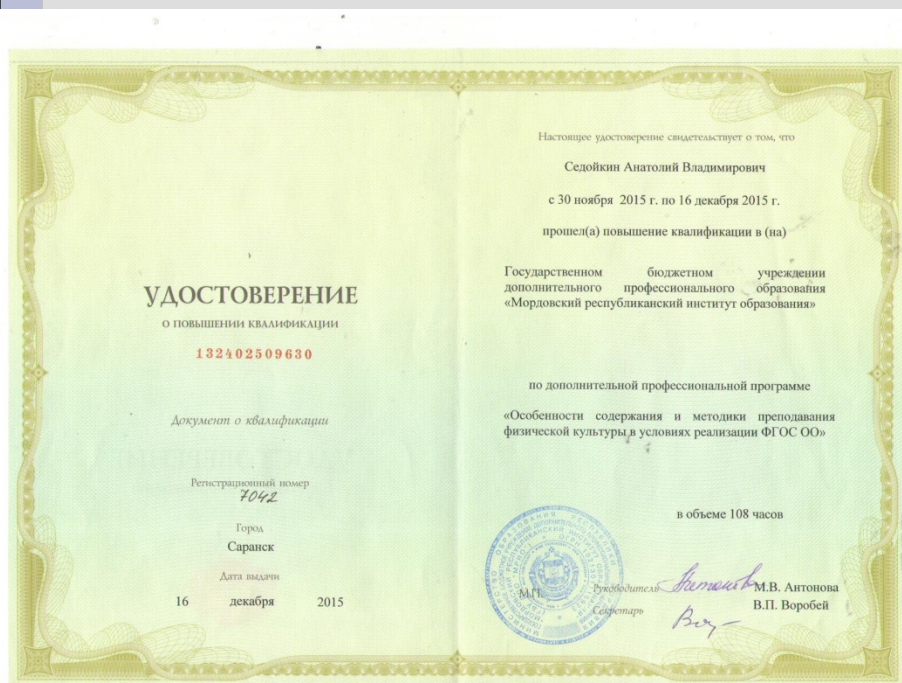 УДОСТОВЕРЕНИЕ
О ПОВЫШЕНИИ КВАЛИФИКАЦИИ
132402509630
Документ о квалификации
Регистрационный номер
7042
Город
Саранск
Дата выдачи
16 декабря 2015
Настоящее удостоверение свидетельствует о том, что
Седойкин Анатолий Владимирович
с 30 ноября 2015 г. по 16 декабря 2015 г.
прошел(а) повышение квалификации в (на)
Государственном бюджетном учреждении
дополнительного профессионального образования
«Мордовский республиканский институт образования»
по дополнительной профессиональной программе
«Особенности содержания и методики преподавания
физической культуры в условиях реализации ФГОС ОО»
в объеме 108 часов
М.П.
Руководитель М.В. Антонова
Секретарь В.П. Воробей